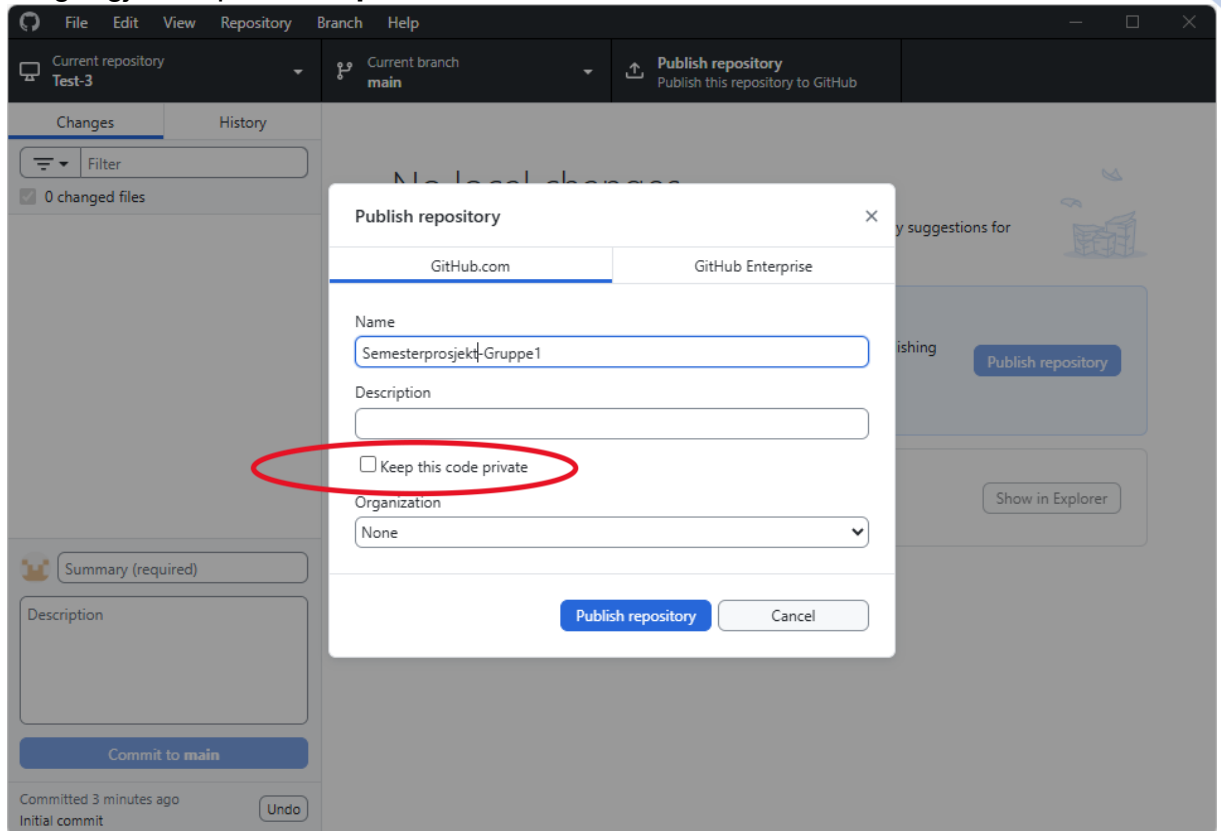 File Edit View Repository Branch Help
Current repository
Test-3
Current branch
main
Publish repository
Publish this repository to GitHub
Changes History
Filter
0 changed files
No local changes
y suggestions for
Publish repository
GitHub.com GitHub Enterprise
Name
Semesterprosjekt-Gruppe1
ishing
Publish repository
Description
Keep this code private
Organization
None
Show in Explorer
Publish repository Cancel
Summary (required)
Description
Commit to main
Committed 3 minutes ago
Initial commit
Undo